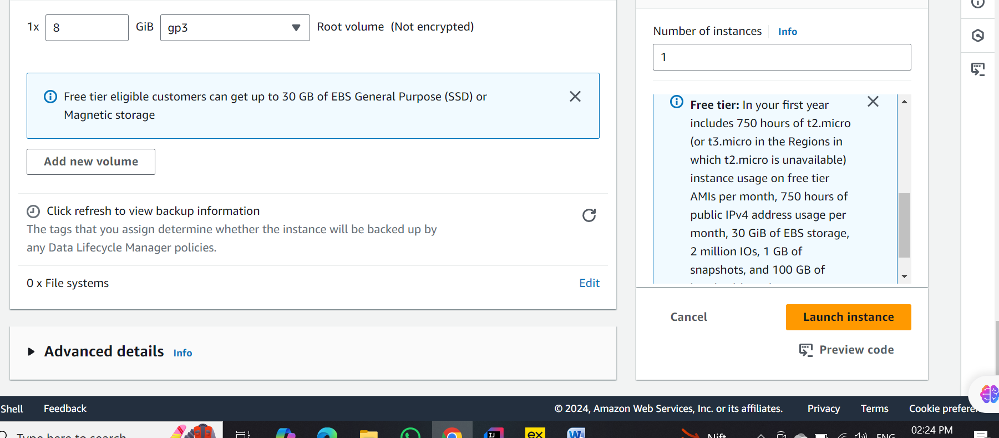 1x 8 GiB gp3 Root volume (Not encrypted)
Free tier eligible customers can get up to 30 GB of EBS General Purpose (SSD) or
Magnetic storage
Add new volume
Click refresh to view backup information
The tags that you assign determine whether the instance will be backed up by
any Data Lifecycle Manager policies.
0 x File systems Edit
Advanced details Info
Number of instances Info
1
Free tier: In your first year
includes 750 hours of t2.micro
(or t3.micro in the Regions in
which t2.micro is unavailable)
instance usage on free tier
AMIs per month, 750 hours of
public IPv4 address usage per
month, 30 GiB of EBS storage,
2 million IOs, 1 GB of
snapshots, and 100 GB of
Cancel Launch instance
Preview code
Shell Feedback © 2024, Amazon Web Services, Inc. or its affiliates. Privacy Terms Cookie prefere
Type here to search IJ ex W Nift ENG 02:24 PM